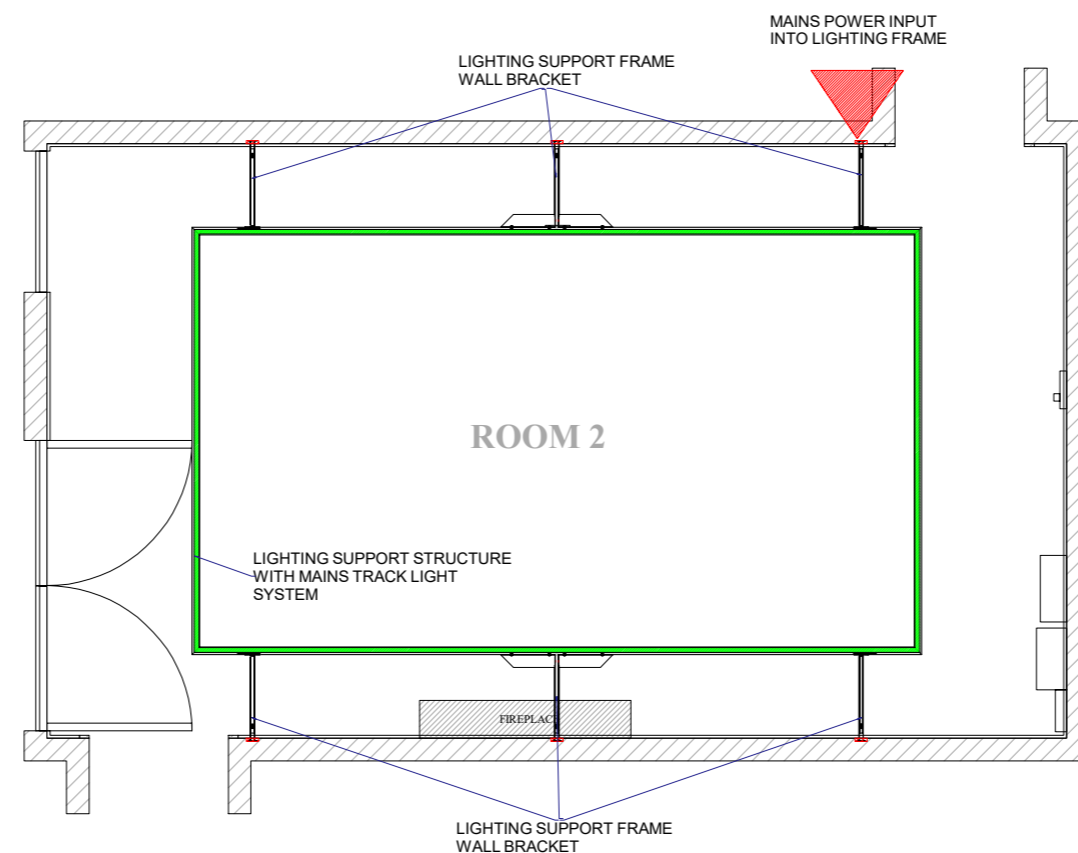 MAINS POWER INPUT
INTO LIGHTING FRAME
LIGHTING SUPPORT FRAME
WALL BRACKET
ROOM 2
LIGHTING SUPPORT STRUCTURE
WITH MAINS TRACK LIGHT
SYSTEM
FIREPLACE
LIGHTING SUPPORT FRAME
WALL BRACKET